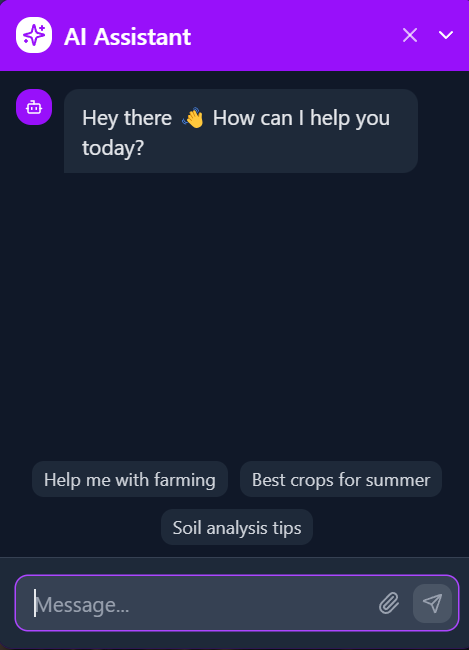 AI Assistant
Hey there 👋 How can I help you
today?
Help me with farming
Best crops for summer
Soil analysis tips
Message...